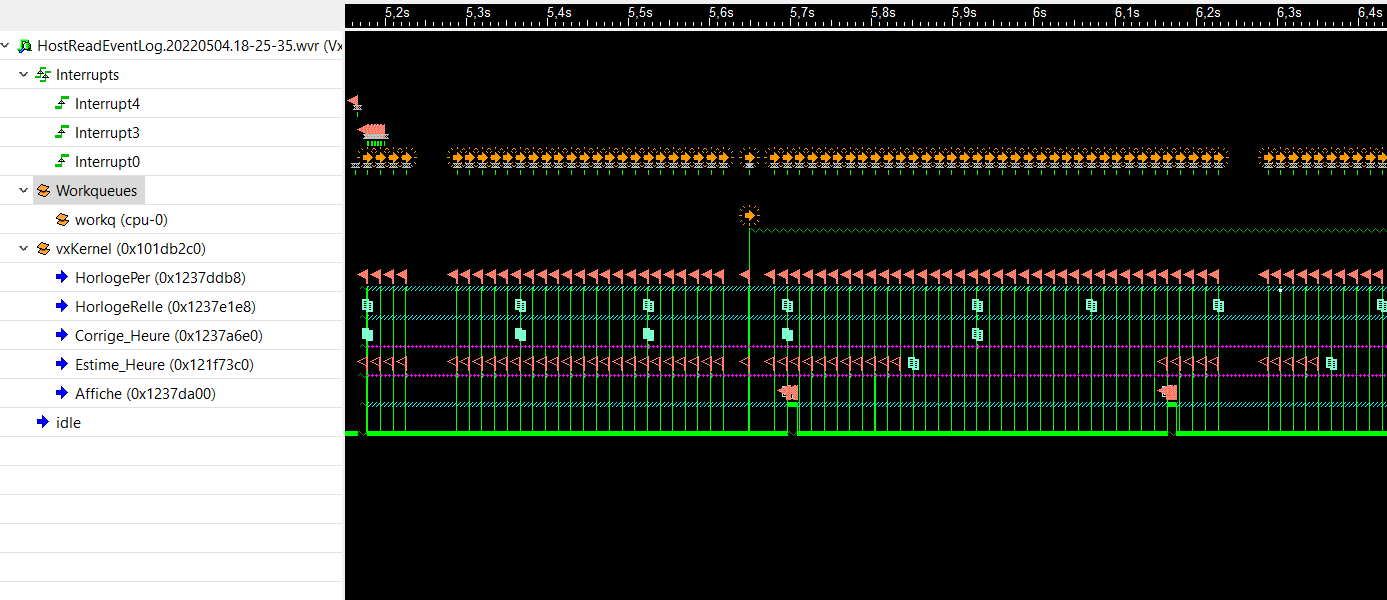 5,2s 5,3s 5,4s 5,5s 5,6s 5,7s 5,8s 5,9s 6s 6,1s 6,2s 6,3s 6,4s
HostReadEventLog.20220504.18-25-35.wvr (Vx
Interrupts
Interrupt4
Interrupt3
Interrupt0
Workqueues
workq (cpu-0)
vxKernel (0x101db2c0)
HorlogePer (0x1237ddb8)
HorlogeRelle (0x1237e1e8)
Corrige_Heure (0x1237a6e0)
Estime_Heure (0x121f73c0)
Affiche (0x1237da00)
idle